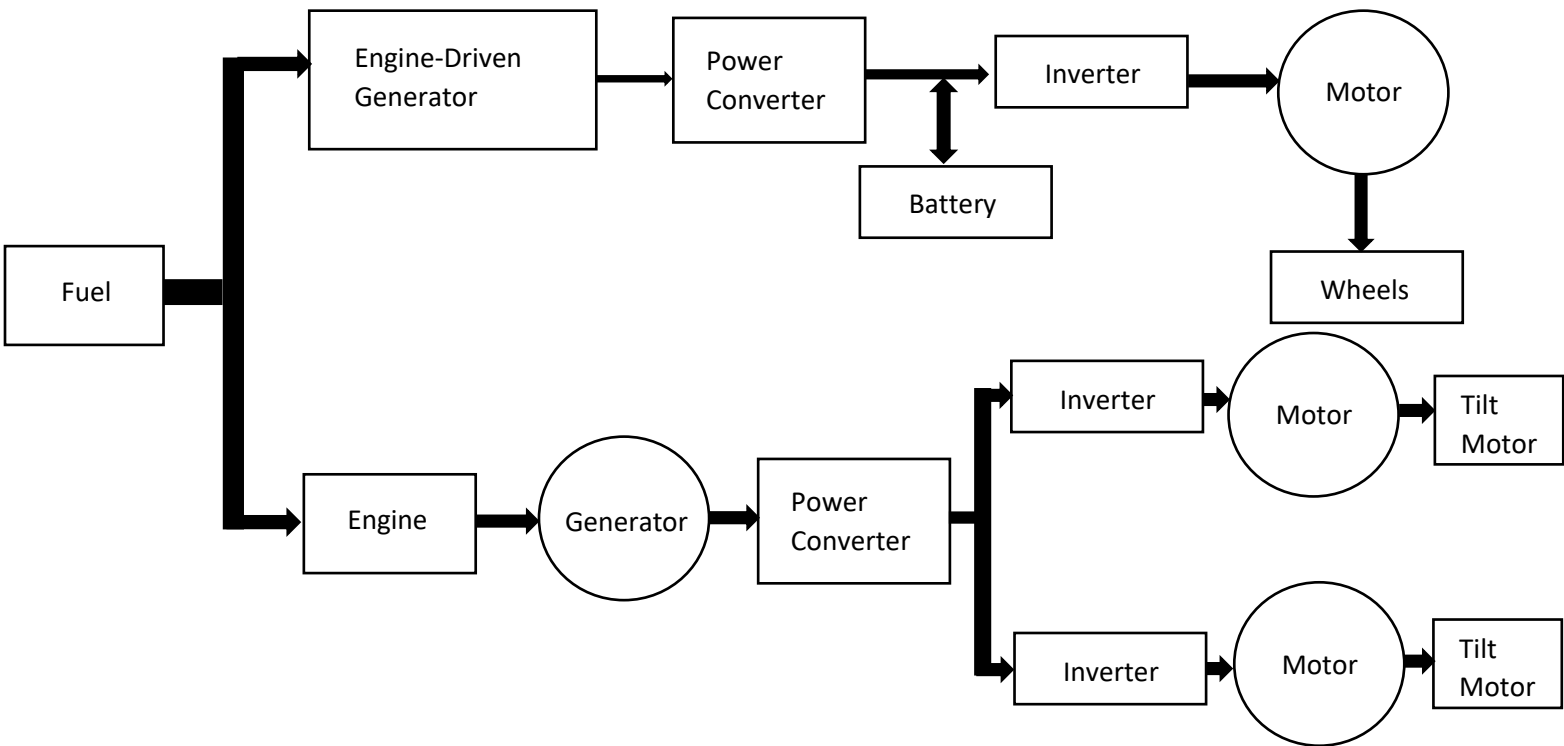 Engine-Driven
Generator
Power
Converter
Inverter
Motor
Battery
Fuel
Wheels
Inverter
Motor
Tilt
Motor
Engine
Generator
Power
Converter
Inverter
Motor
Tilt
Motor